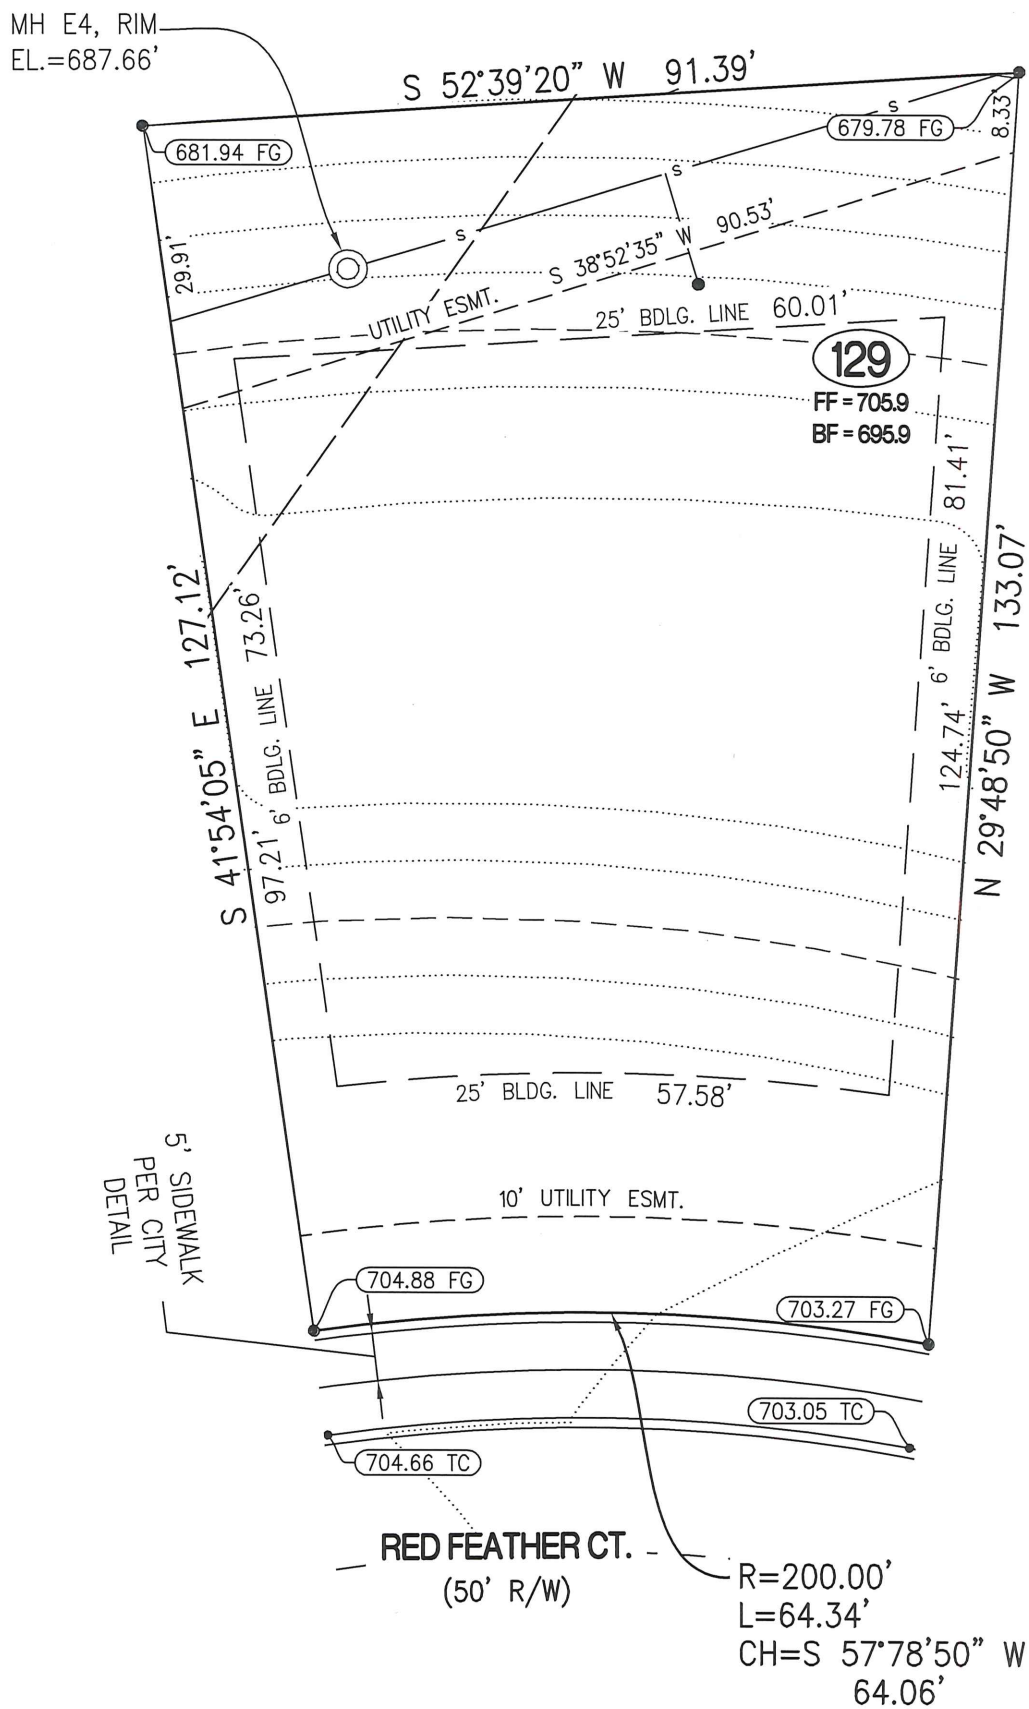 MH E4, RIM
EL.=687.66'
S 52°39'20" W 91.39'
681.94 FG
S
679.78 FG
8.33'
S
S
29.91'
S 38°52'35" W 90.53'
UTILITY ESMT.
25' BDLG. LINE 60.01'
129
FF = 705.9
BF = 695.9
S 41°54'05" E 127.12'
6' BDLG. LINE 73.26'
97.21'
6' BDLG. LINE 81.41'
124.74'
N 29°48'50" W 133.07'
25' BLDG. LINE 57.58'
10' UTILITY ESMT.
5' SIDEWALK
PER CITY
DETAIL
704.88 FG
703.27 FG
703.05 TC
704.66 TC
RED FEATHER CT.
(50' R/W)
R=200.00'
L=64.34'
CH=S 57°78'50" W
64.06'